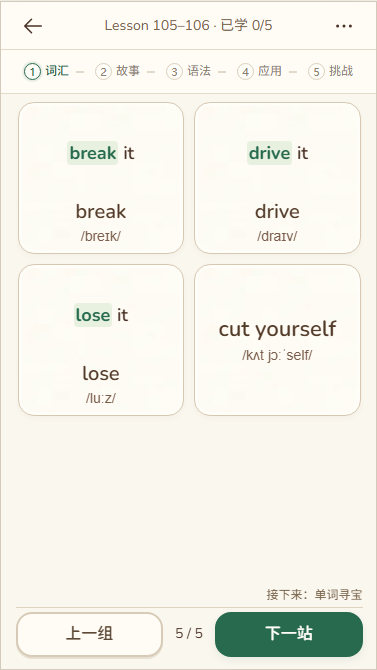 Lesson 105–106 · 已学 0/5
1 词汇 – 2 故事 – 3 语法 – 4 应用 – 5 挑战
break it
break
/breɪk/
drive it
drive
/draɪv/
lose it
lose
/luːz/
cut yourself
/kʌt jɔːˈself/
接下来：单词寻宝
上一组
5 / 5
下一站